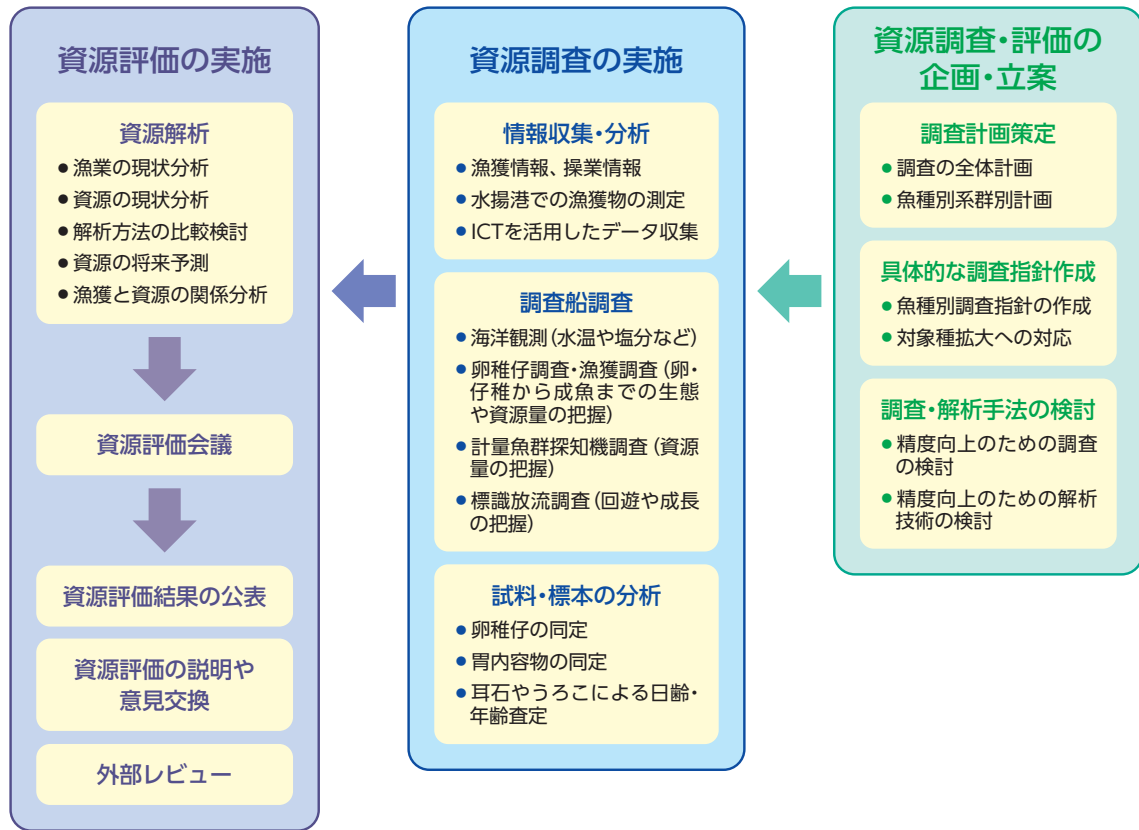 資源評価の実施
資源解析
● 漁業の現状分析
● 資源の現状分析
● 解析方法の比較検討
● 資源の将来予測
● 漁獲と資源の関係分析
資源評価会議
資源評価結果の公表
資源評価の説明や
意見交換
外部レビュー
資源調査の実施
情報収集・分析
● 漁獲情報、操業情報
● 水揚港での漁獲物の測定
● ICTを活用したデータ収集
調査船調査
● 海洋観測（水温や塩分など）
● 卵稚仔調査・漁獲調査（卵・
仔稚から成魚までの生態
や資源量の把握）
● 計量魚群探知機調査（資源
量の把握）
● 標識放流調査（回遊や成長
の把握）
試料・標本の分析
● 卵稚仔の同定
● 胃内容物の同定
● 耳石やうろこによる日齢・
年齢査定
資源調査・評価の
企画・立案
調査計画策定
● 調査の全体計画
● 魚種別系群別計画
具体的な調査指針作成
● 魚種別調査指針の作成
● 対象種拡大への対応
調査・解析手法の検討
● 精度向上のための調査
の検討
● 精度向上のための解析
技術の検討